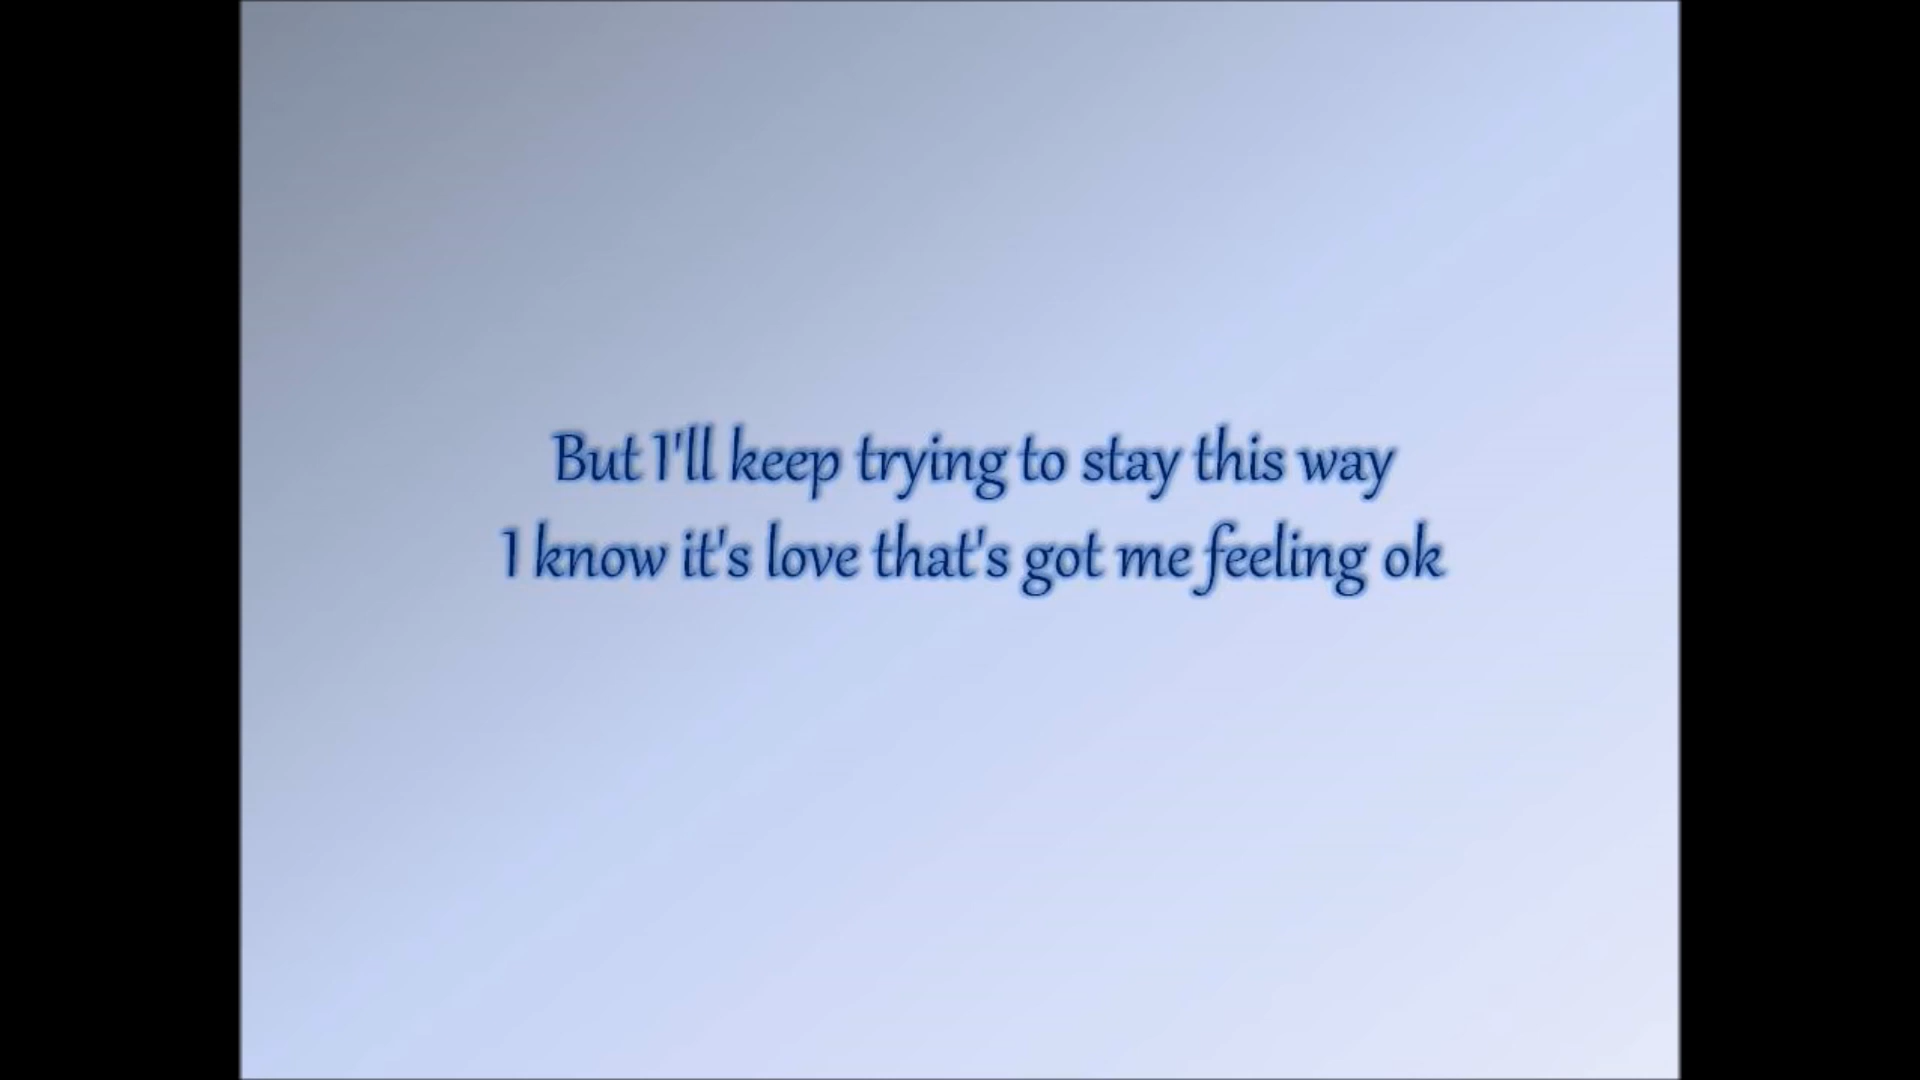 But I'll keep trying to stay this way
I know it's love that's got me feeling ok